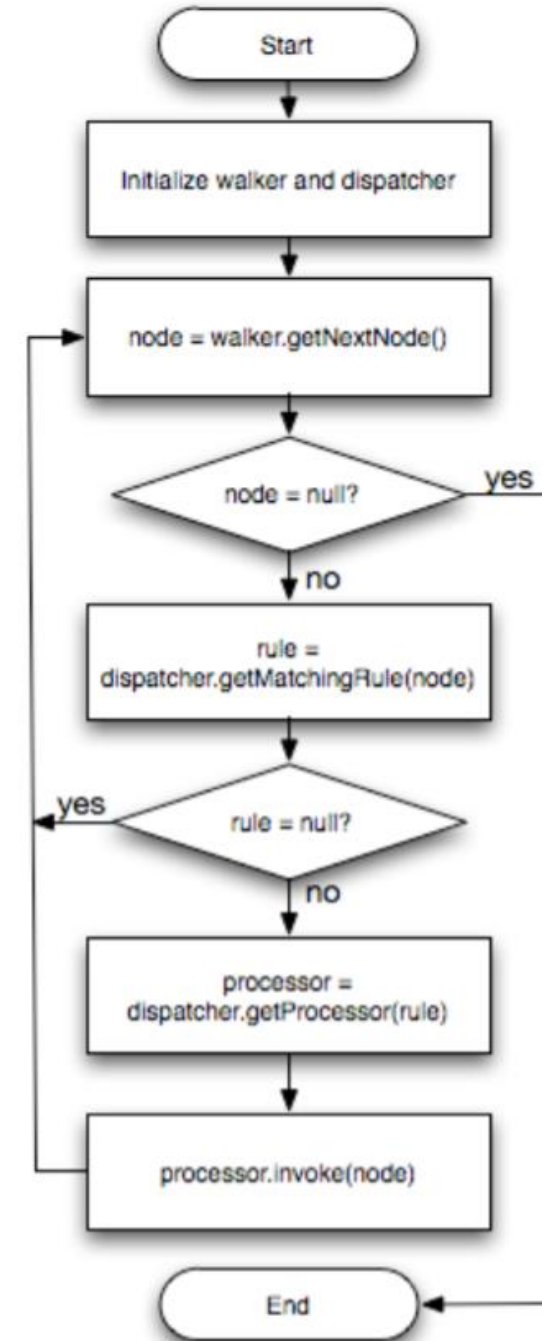 Start
Initialize walker and dispatcher
node = walker.getNextNode()
node = null?
yes
no
rule =
dispatcher.getMatchingRule(node)
yes
rule = null?
no
processor =
dispatcher.getProcessor(rule)
processor.invoke(node)
End